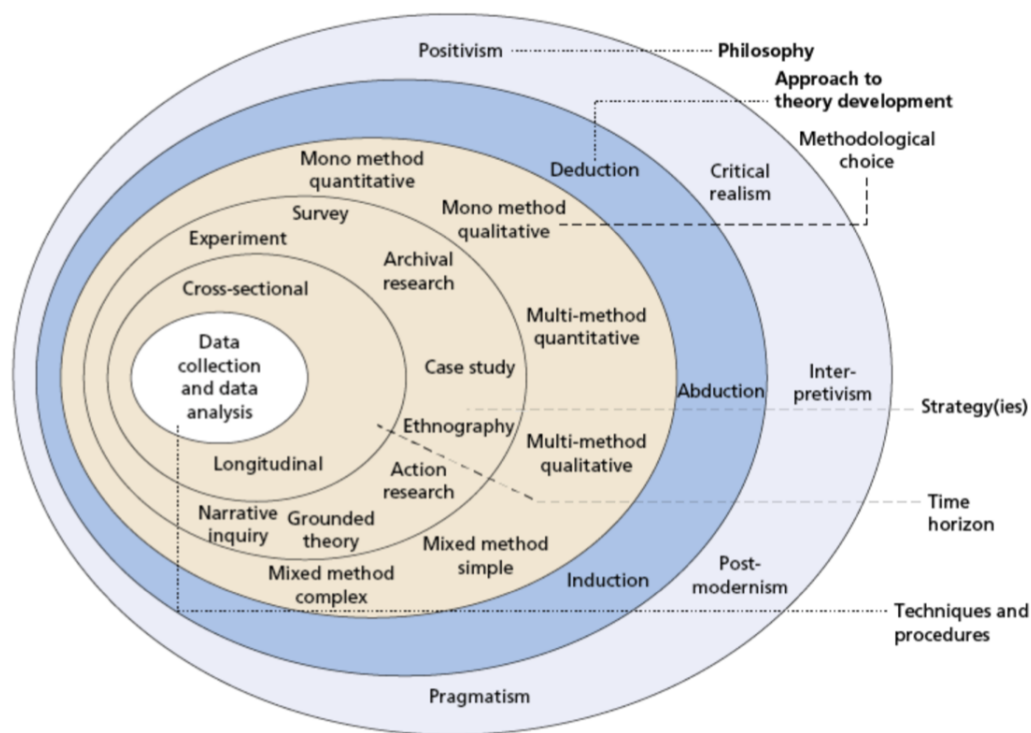 Positivism
Philosophy
Approach to
theory development
Methodological
choice
Mono method
quantitative
Deduction
Critical
realism
Mono method
qualitative
Survey
Experiment
Archival
research
Cross-sectional
Multi-method
quantitative
Data
collection
and data
analysis
Case study
Abduction
Inter-
pretivism
Strategy(ies)
Ethnography
Multi-method
qualitative
Longitudinal
Action
research
Time
horizon
Narrative
inquiry
Grounded
theory
Mixed method
simple
Mixed method
complex
Induction
Post-
modernism
Techniques and
procedures
Pragmatism